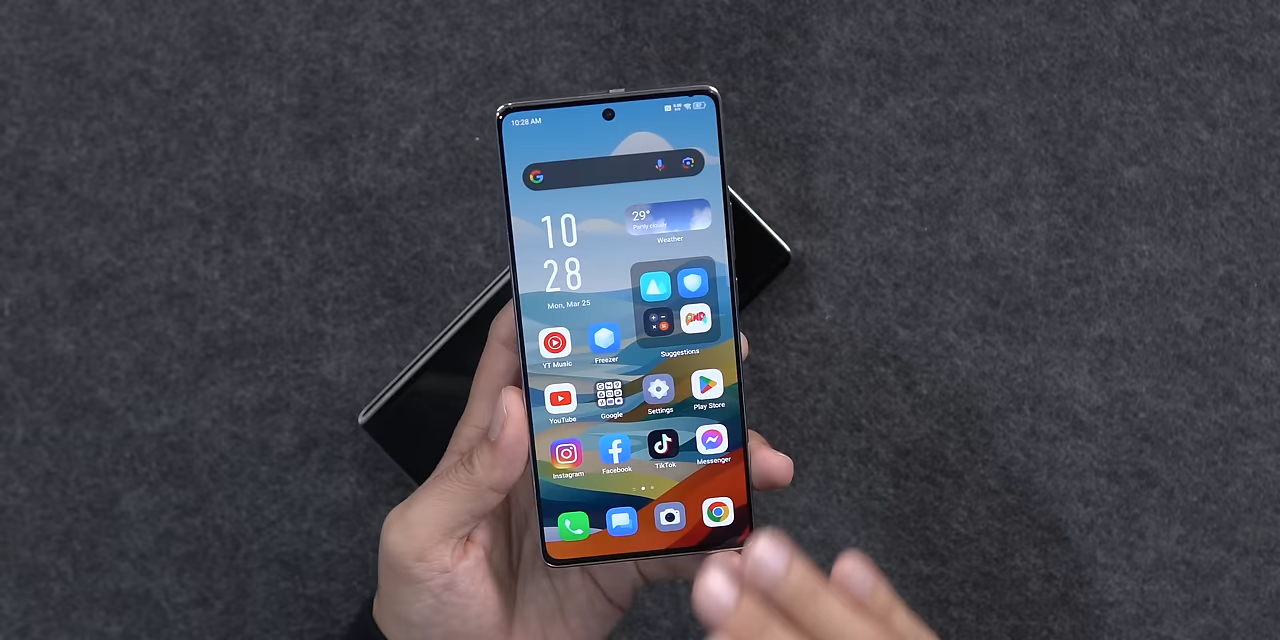 10:28 AM
10
28
Mon, Mar 25
29°
Partly cloudy
Weather
Suggestions
YT Music
Freezer
YouTube
Google
Settings
Play Store
Instagram
Facebook
TikTok
Messenger